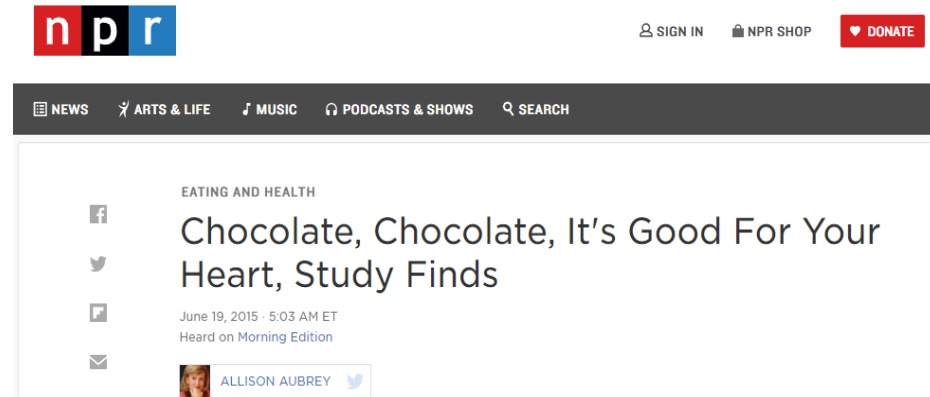 npr
SIGN IN NPR SHOP DONATE
NEWS ARTS & LIFE MUSIC PODCASTS & SHOWS SEARCH
EATING AND HEALTH
Chocolate, Chocolate, It's Good For Your
Heart, Study Finds
June 19, 2015 · 5:03 AM ET
Heard on Morning Edition
ALLISON AUBREY